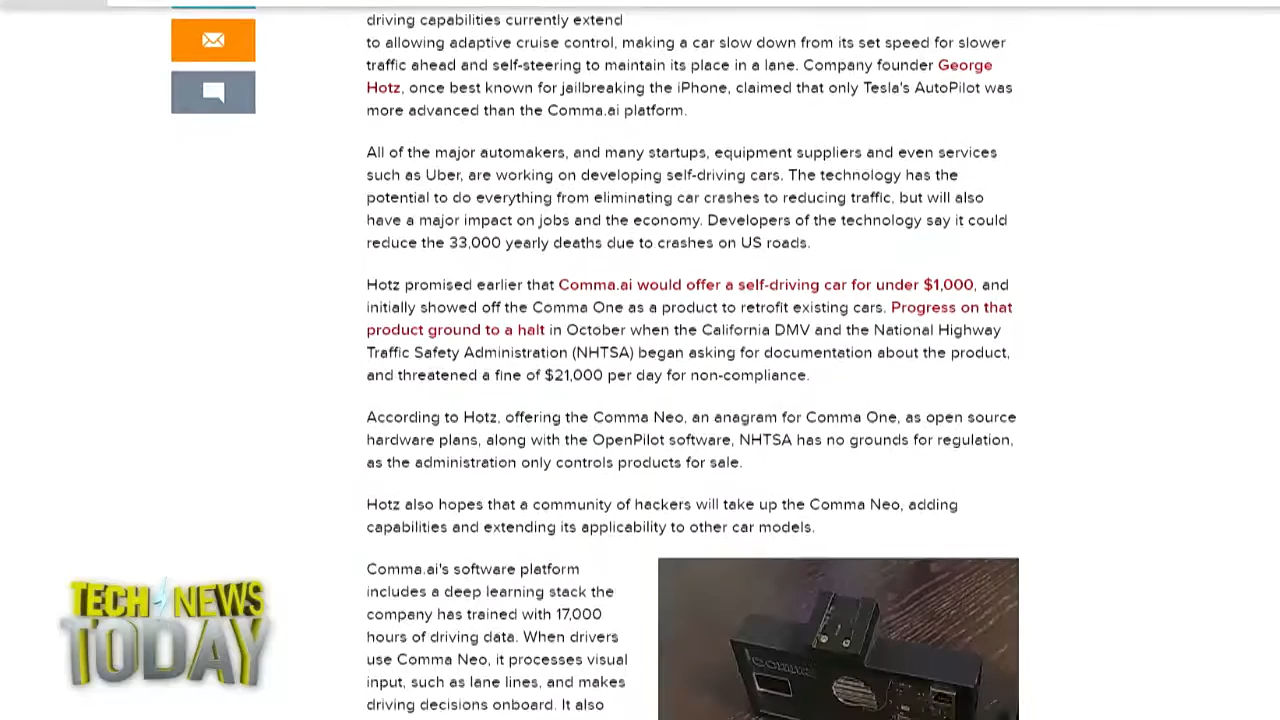 driving capabilities currently extend
to allowing adaptive cruise control, making a car slow down from its set speed for slower
traffic ahead and self-steering to maintain its place in a lane. Company founder George
Hotz, once best known for jailbreaking the iPhone, claimed that only Tesla's AutoPilot was
more advanced than the Comma.ai platform.
All of the major automakers, and many startups, equipment suppliers and even services
such as Uber, are working on developing self-driving cars. The technology has the
potential to do everything from eliminating car crashes to reducing traffic, but will also
have a major impact on jobs and the economy. Developers of the technology say it could
reduce the 33,000 yearly deaths due to crashes on US roads.
Hotz promised earlier that Comma.ai would offer a self-driving car for under $1,000, and
initially showed off the Comma One as a product to retrofit existing cars. Progress on that
product ground to a halt in October when the California DMV and the National Highway
Traffic Safety Administration (NHTSA) began asking for documentation about the product,
and threatened a fine of $21,000 per day for non-compliance.
According to Hotz, offering the Comma Neo, an anagram for Comma One, as open source
hardware plans, along with the OpenPilot software, NHTSA has no grounds for regulation,
as the administration only controls products for sale.
Hotz also hopes that a community of hackers will take up the Comma Neo, adding
capabilities and extending its applicability to other car models.
Comma.ai's software platform
includes a deep learning stack the
company has trained with 17,000
hours of driving data. When drivers
use Comma Neo, it processes visual
input, such as lane lines, and makes
driving decisions onboard. It also
TECH NEWS
TODAY
comma